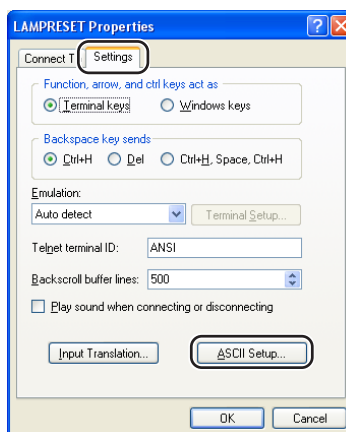 LAMPRESET Properties
Connect T Settings
Function, arrow, and ctrl keys act as
Terminal keys Windows keys
Backspace key sends
Ctrl+H Del Ctrl+H, Space, Ctrl+H
Emulation:
Auto detect Terminal Setup...
Telnet terminal ID: ANSI
Backscroll buffer lines: 500
Play sound when connecting or disconnecting
Input Translation... ASCII Setup...
OK Cancel